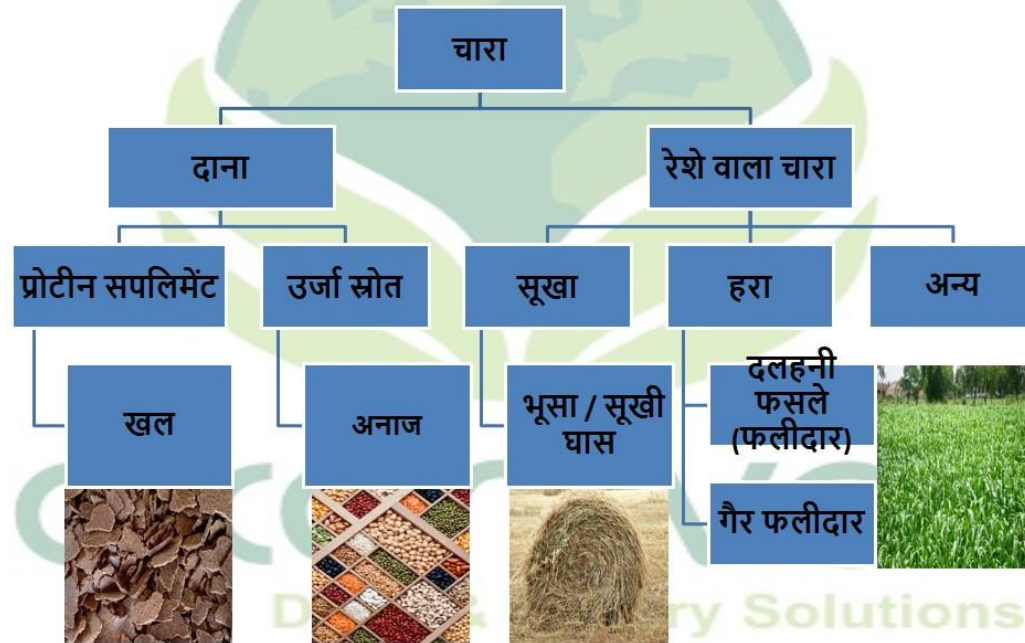 चारा
दाना
रेशे वाला चारा
प्रोटीन सपलिमेंट
उर्जा स्रोत
सूखा
हरा
अन्य
खल
अनाज
भूसा / सूखी
घास
दलहनी
फसले
(फलीदार)
गैर फलीदार
Solutions